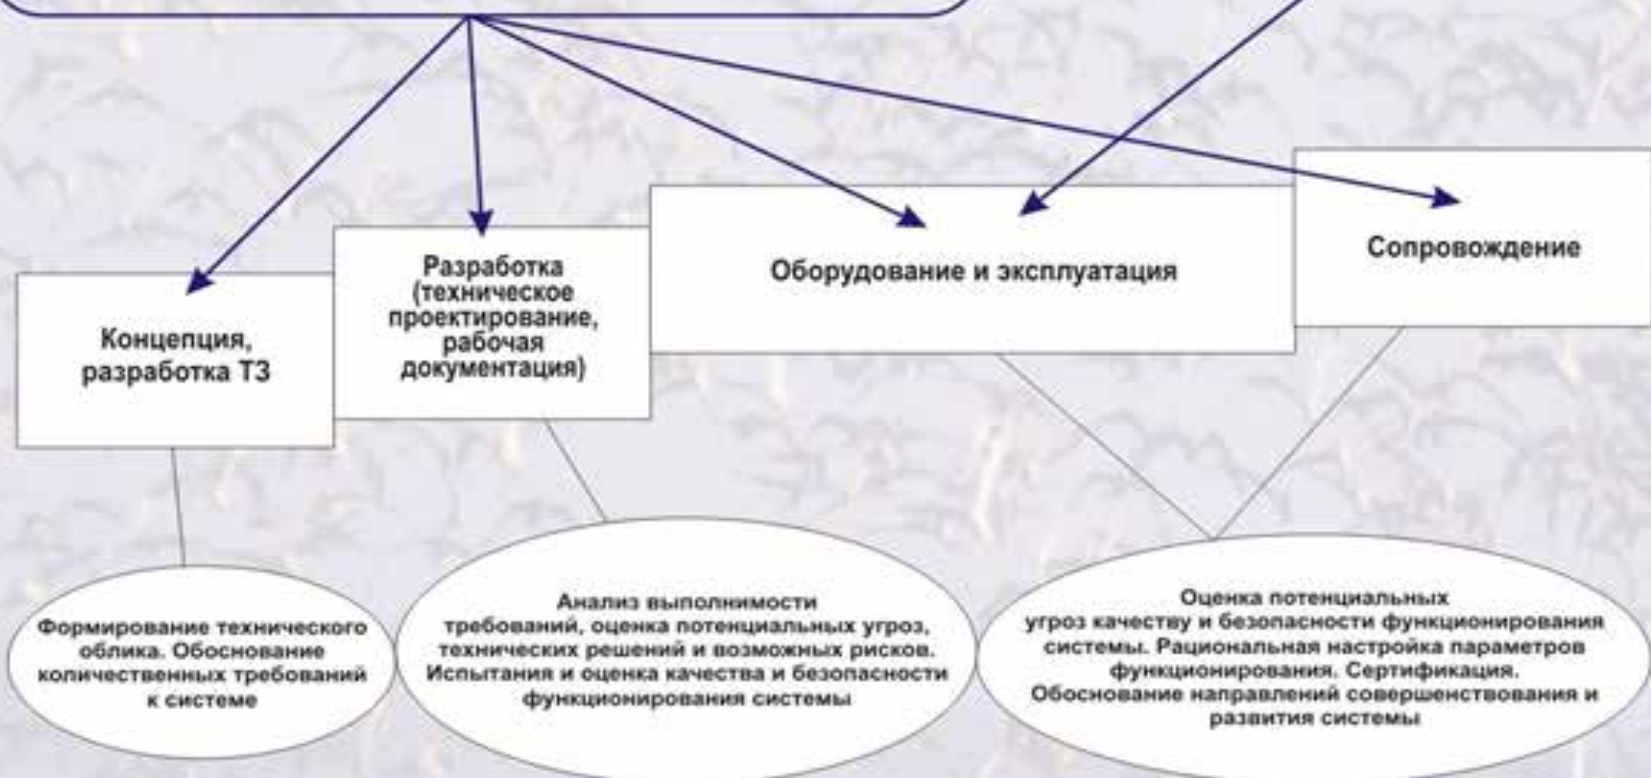 Концепция,
разработка ТЗ
Разработка
(техническое
проектирование,
рабочая
документация)
Оборудование и эксплуатация
Сопровождение
Формирование технического
облика. Обоснование
количественных требований
к системе
Анализ выполнимости
требований, оценка потенциальных угроз,
технических решений и возможных рисков.
Испытания и оценка качества и безопасности
функционирования системы
Оценка потенциальных
угроз качеству и безопасности функционирования
системы. Рациональная настройка параметров
функционирования. Сертификация.
Обоснование направлений совершенствования и
развития системы